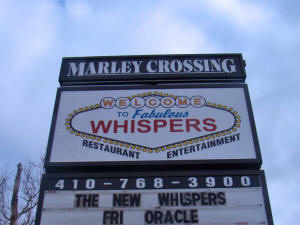 MARLEY CROSSING
WELCOME
TO Fabulous
WHISPERS
RESTAURANT ENTERTAINMENT
410-768-3900
THE NEW WHISPERS
FRI ORACLE